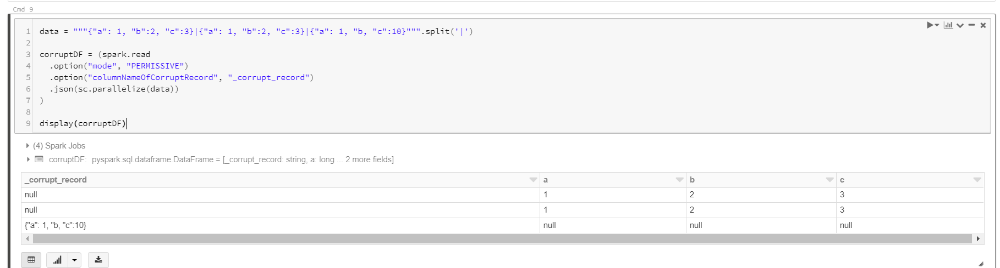 Cmd 9
1 data = """{"a": 1, "b":2, "c":3}|{"a": 1, "b":2, "c":3}|{"a": 1, "b, "c":10}""".split('|')
2
3 corruptDF = (spark.read
4   .option("mode", "PERMISSIVE")
5   .option("columnNameOfCorruptRecord", "_corrupt_record")
6   .json(sc.parallelize(data))
7 )
8
9 display(corruptDF)
(4) Spark Jobs
corruptDF: pyspark.sql.dataframe.DataFrame = [_corrupt_record: string, a: long ... 2 more fields]
_corrupt_record a b c
null 1 2 3
null 1 2 3
{"a": 1, "b, "c":10} null null null